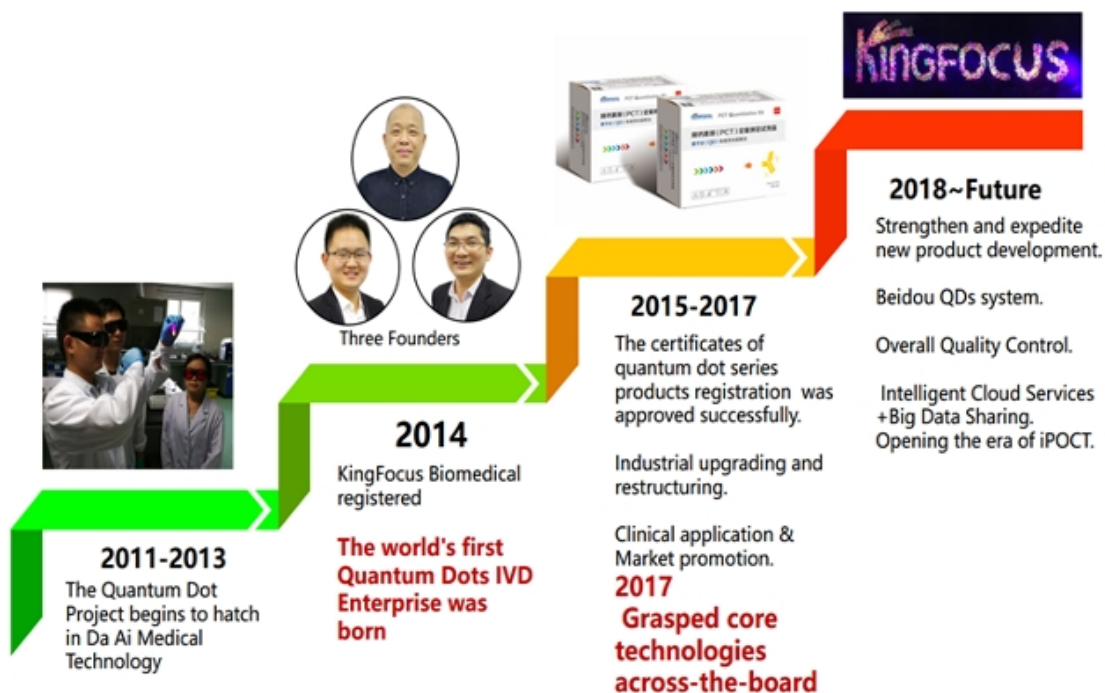 KINGFOCUS
PCT Quantitative Kit
Three Founders
2011-2013
The Quantum Dot
Project begins to hatch
in Da Ai Medical
Technology
2014
KingFocus Biomedical
registered
The world's first
Quantum Dots IVD
Enterprise was
born
2015-2017
The certificates of
quantum dot series
products registration was
approved successfully.
Industrial upgrading and
restructuring.
Clinical application &
Market promotion.
2017
Grasped core
technologies
across-the-board
2018~Future
Strengthen and expedite
new product development.
Beidou QDs system.
Overall Quality Control.
Intelligent Cloud Services
+Big Data Sharing.
Opening the era of iPOCT.